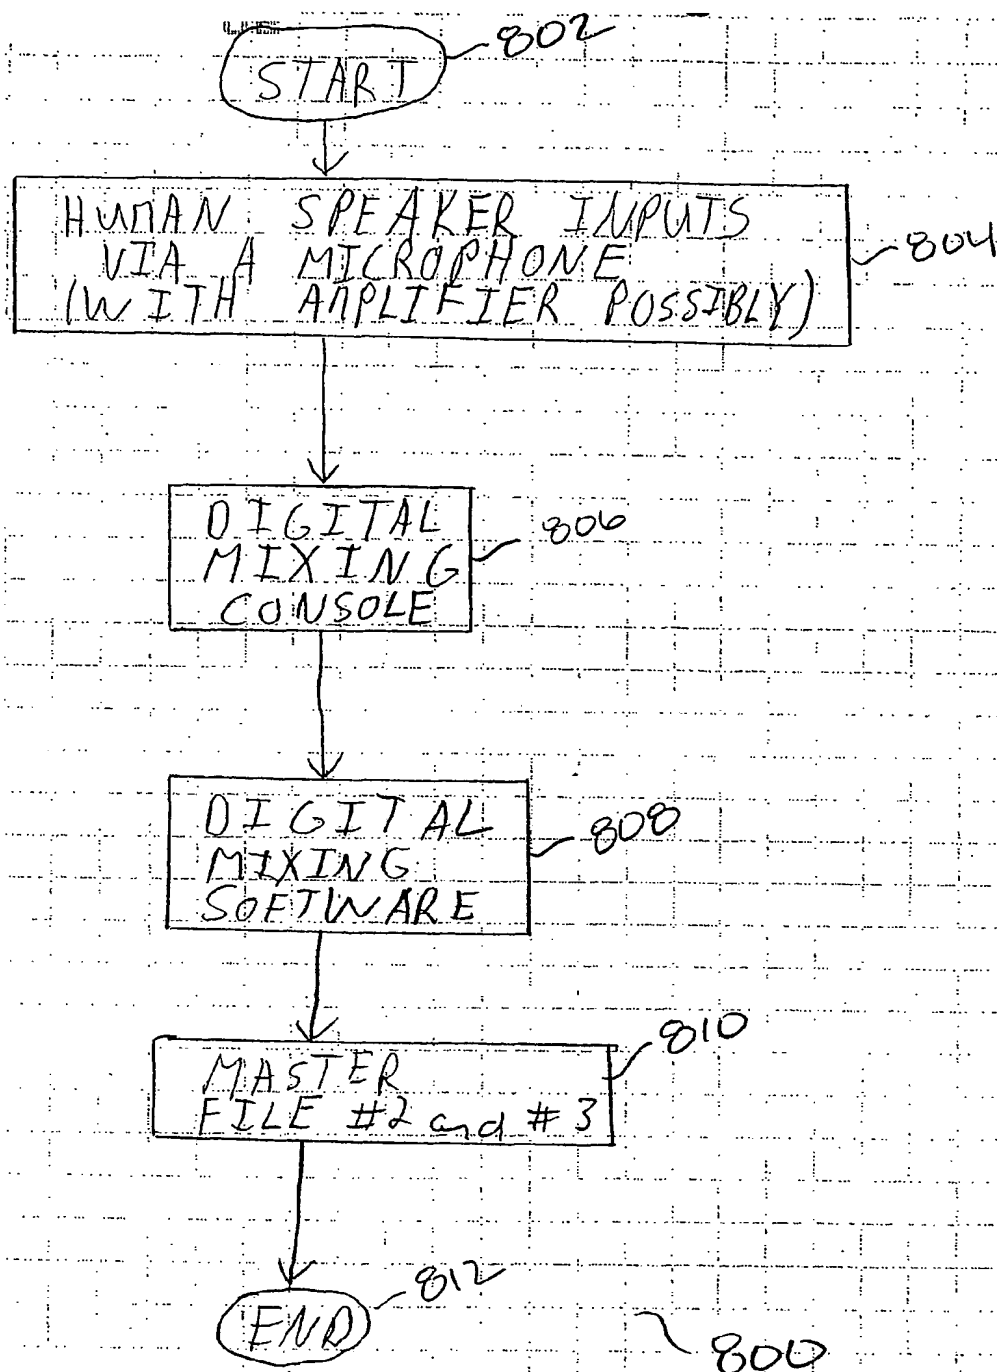 802
START
HUMAN SPEAKER INPUTS
VIA A MICROPHONE
(WITH AMPLIFIER POSSIBLY)
804
DIGITAL
MIXING
CONSOLE
806
DIGITAL
MIXING
SOFTWARE
808
810
MASTER
FILE #2 and #3
812
END
800